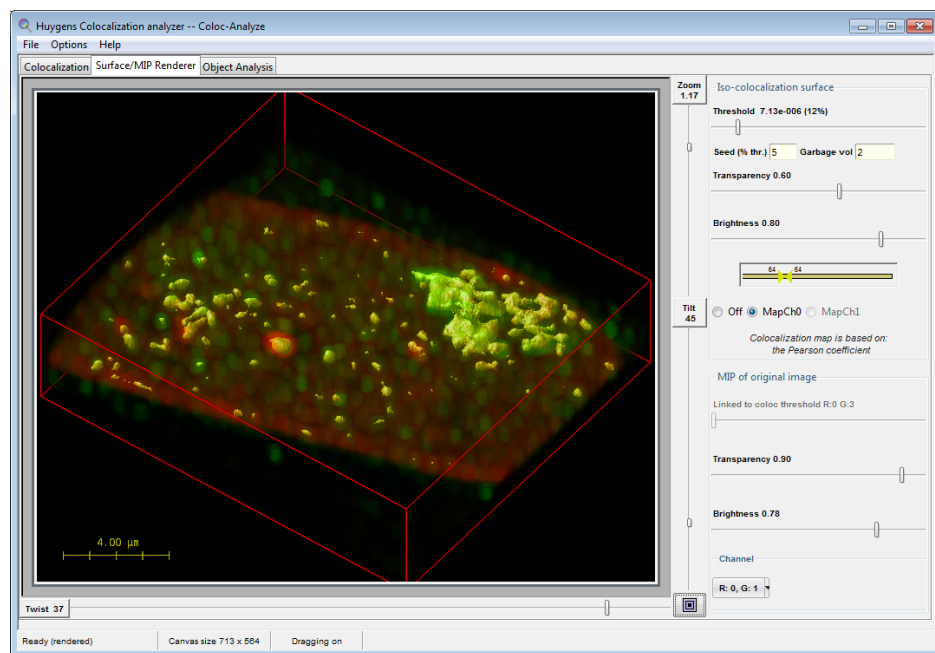 Huygens Colocalization analyzer -- Coloc-Analyze
File Options Help
Colocalization Surface/MIP Renderer Object Analysis
Zoom
1.17
Iso-colocalization surface
Threshold 7.13e-006 (12%)
Seed (% thr.) 5 Garbage vol 2
Transparency 0.60
Brightness 0.80
64 64
Tilt
45
Off MapCh0 MapCh1
Colocalization map is based on:
the Pearson coefficient
MIP of original image
Linked to coloc threshold R:0 G:3
Transparency 0.90
Brightness 0.78
4.00 µm
Channel
R: 0, G: 1
Twist 37
Ready (rendered) Canvas size 713 x 564 Dragging on